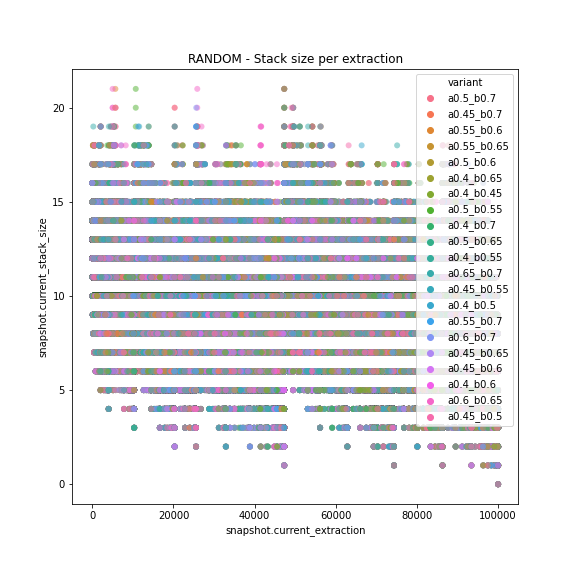 RANDOM - Stack size per extraction
variant
a0.5_b0.7
a0.45_b0.7
a0.55_b0.6
a0.55_b0.65
a0.5_b0.6
a0.4_b0.65
a0.4_b0.45
a0.5_b0.55
a0.4_b0.7
a0.5_b0.65
a0.4_b0.55
a0.65_b0.7
a0.45_b0.55
a0.4_b0.5
a0.55_b0.7
a0.6_b0.7
a0.45_b0.65
a0.45_b0.6
a0.4_b0.6
a0.6_b0.65
a0.45_b0.5
snapshot.current_stack_size
20
15
10
5
0
0 20000 40000 60000 80000 100000
snapshot.current_extraction